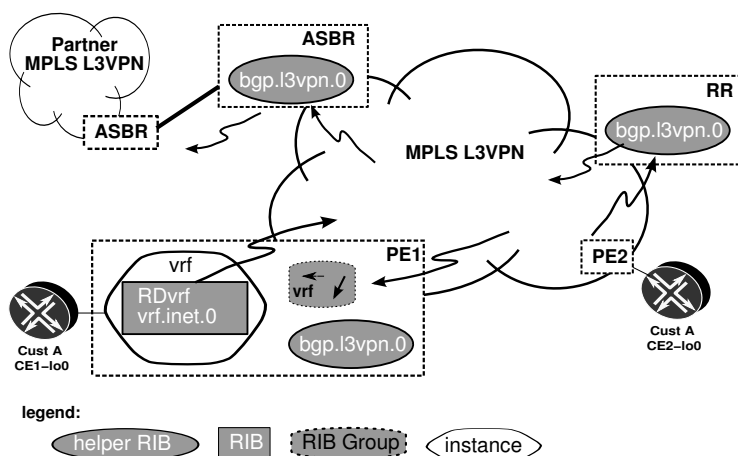 Partner
MPLS L3VPN
ASBR
ASBR
bgp.l3vpn.0
RR
bgp.l3vpn.0
MPLS L3VPN
vrf
RDvrf
vrf.inet.0
vrf
PE1
bgp.l3vpn.0
PE2
Cust A
CE1-lo0
Cust A
CE2-lo0
legend:
helper RIB
RIB
RIB Group
instance